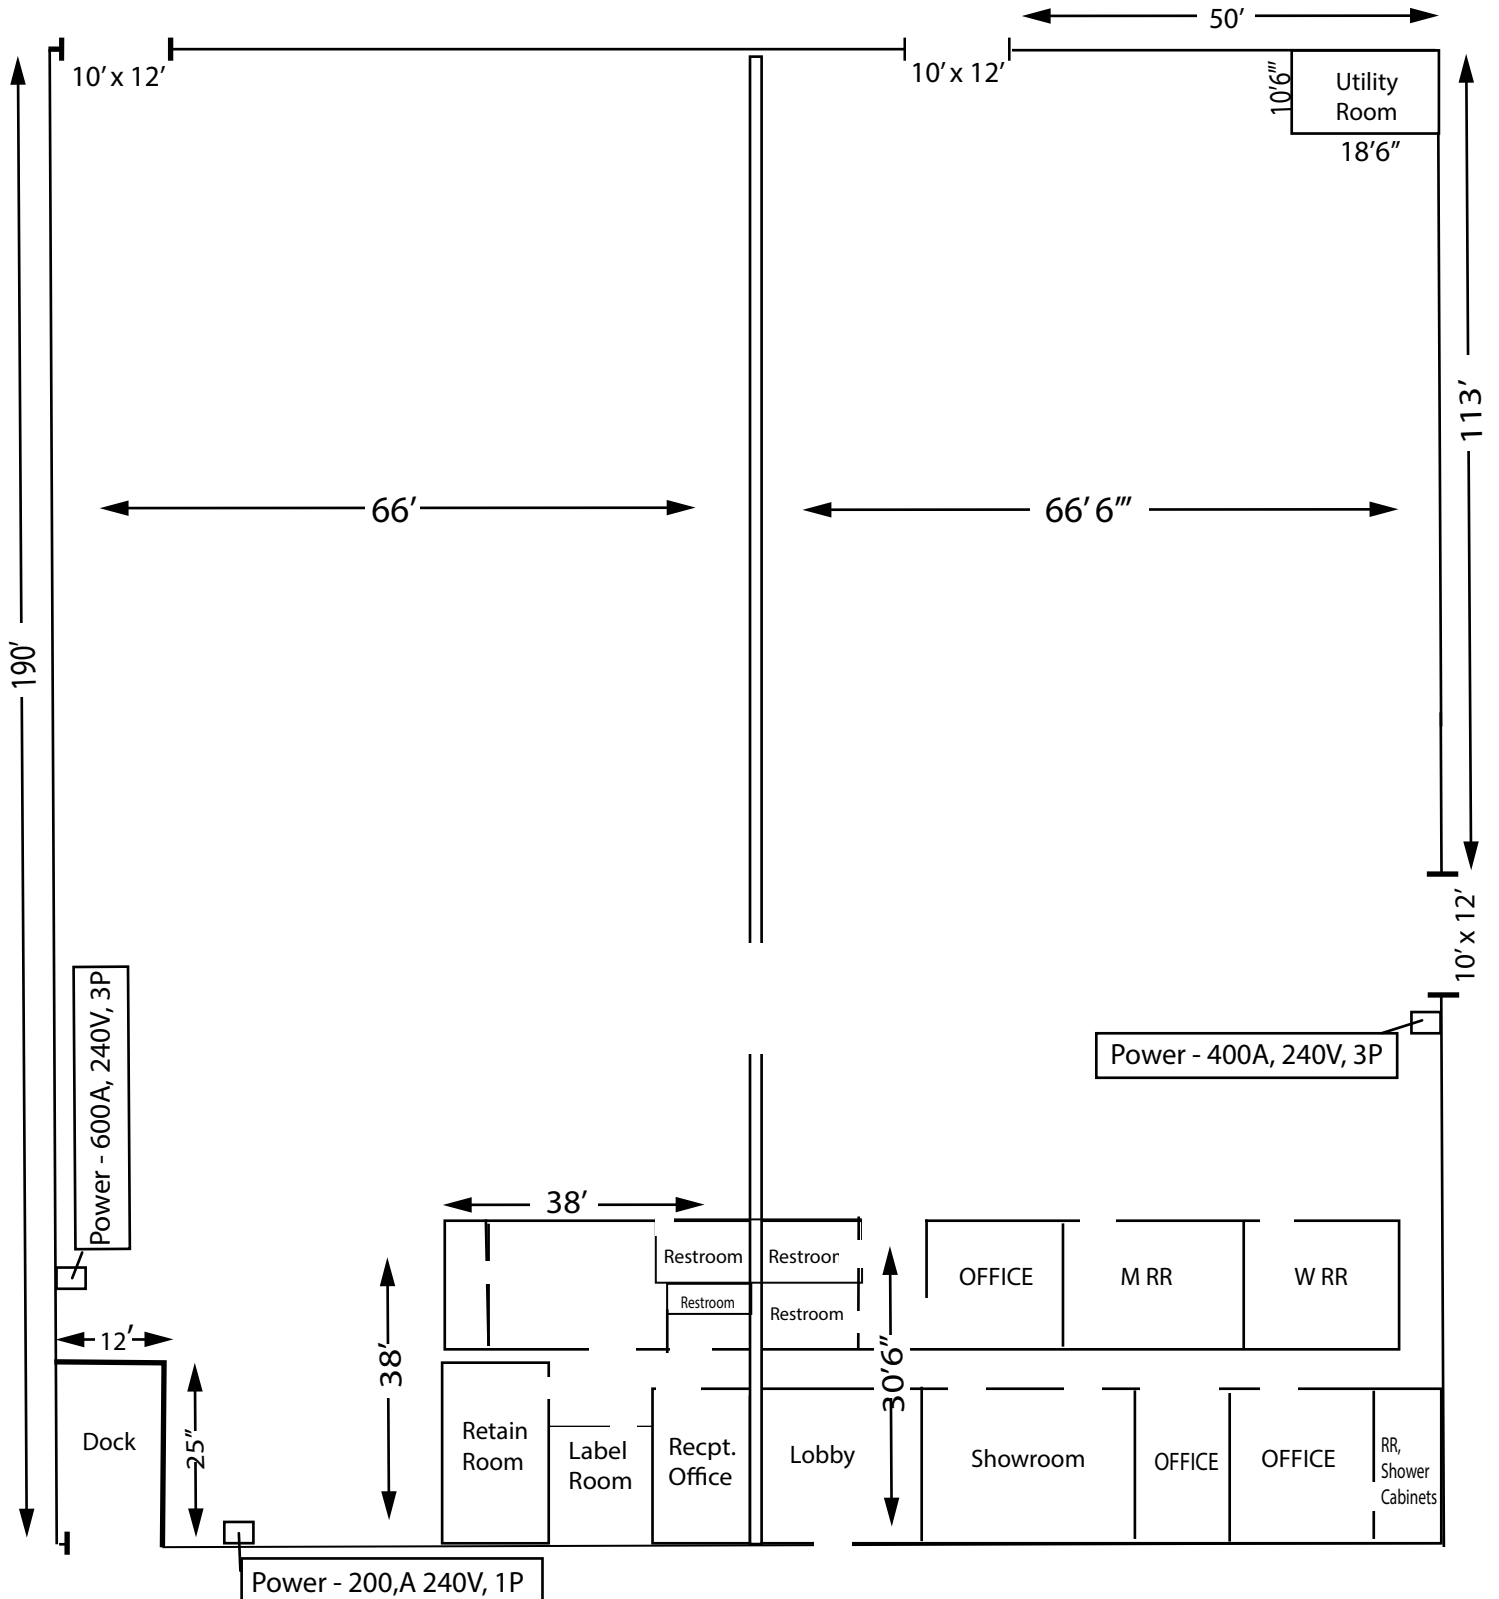 50′
10′ x 12′
10′ x 12′
10′6‴
Utility
Room
18′6″
113′
66′
66′ 6‴
190′
10′ x 12′
Power - 600A, 240V, 3P
Power - 400A, 240V, 3P
38′
Restroom
Restroor
OFFICE
M RR
W RR
Restroom
Restroom
12′
38′
30′6″
Dock
25″
Retain
Room
Label
Room
Recpt.
Office
Lobby
Showroom
OFFICE
OFFICE
RR,
Shower
Cabinets
Power - 200,A 240V, 1P